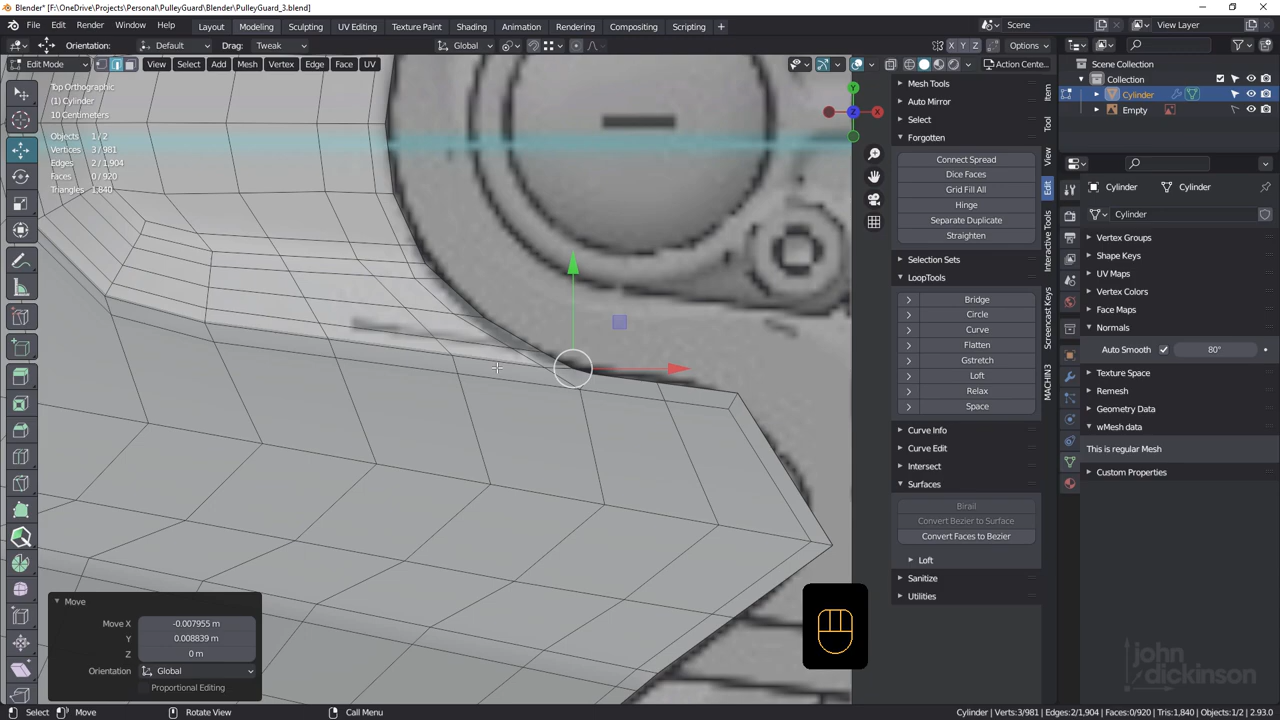 Blender* [F:\OneDrive\Projects\Personal\PulleyGuard\Blender\PulleyGuard_3.blend]
File Edit Render Window Help Layout Modeling Sculpting UV Editing Texture Paint Shading Animation Rendering Compositing Scripting + Scene View Layer
Orientation: Default Drag: Tweak Global X Y Z Options
Edit Mode View Select Add Mesh Vertex Edge Face UV Action Cente...
Top Orthographic
(1) Cylinder
10 Centimeters
Objects 1/2
Vertices 3/981
Edges 2/1,904
Faces 0/920
Triangles 1,840
Y
X
Z
Mesh Tools
Auto Mirror
Select
Forgotten
Connect Spread
Dice Faces
Grid Fill All
Hinge
Separate Duplicate
Straighten
Selection Sets
LoopTools
Bridge
Circle
Curve
Flatten
Gstretch
Loft
Relax
Space
Curve Info
Curve Edit
Intersect
Surfaces
Birail
Convert Bezier to Surface
Convert Faces to Bezier
Loft
Sanitize
Utilities
Item
Tool
View
Edit
Interactive Tools
Screencast Keys
MACHIN3
Scene Collection
Collection
Cylinder
Empty
Cylinder Cylinder
Cylinder
Vertex Groups
Shape Keys
UV Maps
Vertex Colors
Face Maps
Normals
Auto Smooth 80°
Texture Space
Remesh
Geometry Data
wMesh data
This is regular Mesh
Custom Properties
Move
Move X -0.007955 m
Y 0.008839 m
Z 0 m
Orientation Global
Proportional Editing
john
dickinson
Select Move Rotate View Call Menu Cylinder | Verts:3/981 | Edges:2/1,904 | Faces:0/920 | Tris:1,840 | Objects:1/2 | 2.93.0